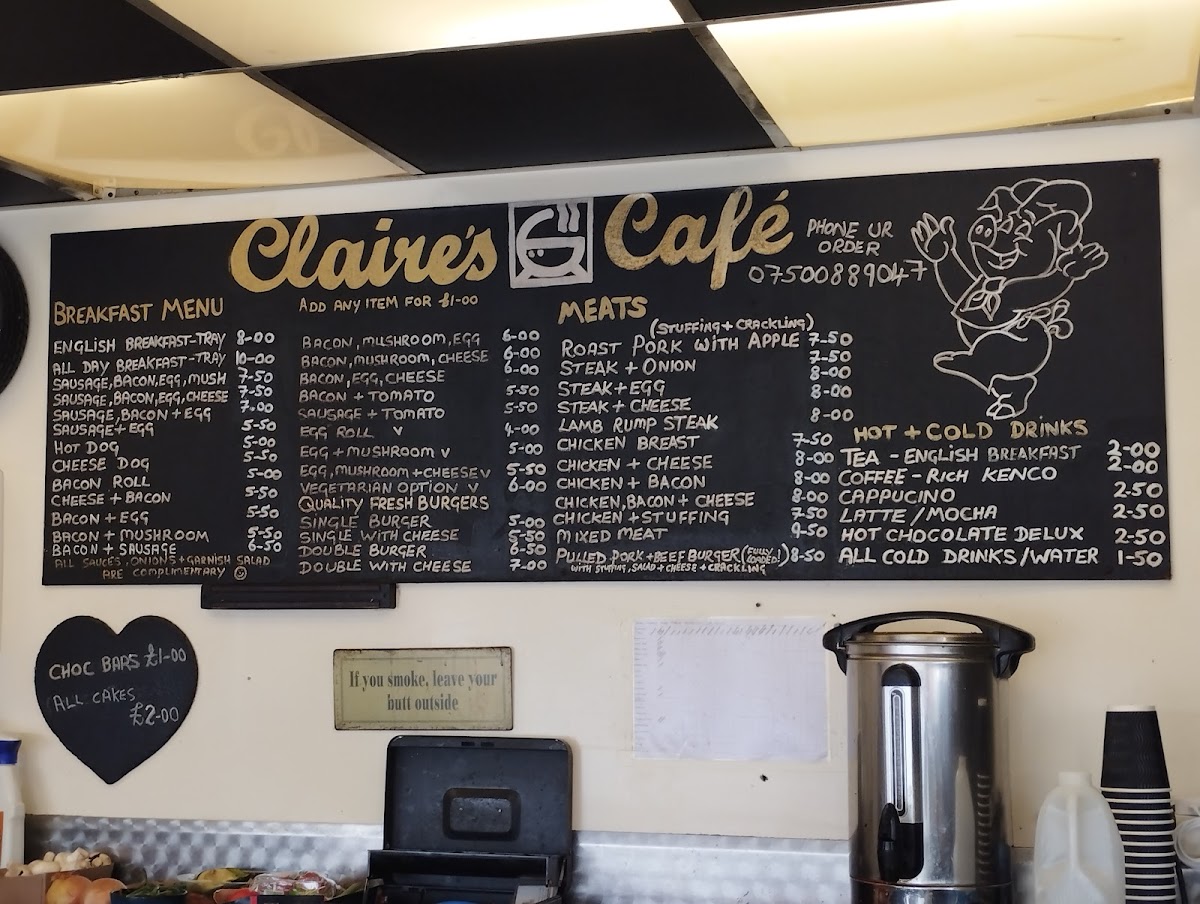 Claire's Café
PHONE UR
ORDER
07500889047
BREAKFAST MENU
ENGLISH BREAKFAST-TRAY 8-00
ALL DAY BREAKFAST-TRAY 10-00
SAUSAGE,BACON,EGG,MUSH 7-50
SAUSAGE,BACON,EGG,CHEESE 7-50
SAUSAGE,BACON+EGG 7-00
SAUSAGE+EGG 5-50
HOT DOG 5-00
CHEESE DOG 5-50
BACON ROLL 5-00
CHEESE+BACON 5-50
BACON+EGG 5-50
BACON+MUSHROOM 5-50
BACON+SAUSAGE 6-50
ALL SAUCES, ONIONS+GARNISH SALAD
ARE COMPLIMENTARY ☺
ADD ANY ITEM FOR £1-00
BACON, MUSHROOM, EGG 6-00
BACON, MUSHROOM, CHEESE 6-00
BACON, EGG, CHEESE 6-00
BACON + TOMATO 5-50
SAUSAGE + TOMATO 5-50
EGG ROLL V 4-00
EGG + MUSHROOM V 5-00
EGG, MUSHROOM + CHEESE V 5-50
VEGETARIAN OPTION V 6-00
QUALITY FRESH BURGERS
SINGLE BURGER 5-00
SINGLE WITH CHEESE 5-50
DOUBLE BURGER 6-50
DOUBLE WITH CHEESE 7-00
MEATS
(STUFFING + CRACKLING)
ROAST PORK WITH APPLE 7-50
STEAK + ONION 7-50
STEAK + EGG 8-00
STEAK + CHEESE 8-00
LAMB RUMP STEAK 8-00
CHICKEN BREAST 7-50
CHICKEN + CHEESE 8-00
CHICKEN + BACON 8-00
CHICKEN, BACON + CHEESE 8-00
CHICKEN + STUFFING 7-50
MIXED MEAT 9-50
PULLED PORK + BEEF BURGER (FULLY LOADED!) 8-50
WITH STUFFING, SALAD + CHEESE + CRACKLING
HOT + COLD DRINKS
TEA - ENGLISH BREAKFAST 2-00
COFFEE - RICH KENCO 2-00
CAPPUCINO 2-50
LATTE/MOCHA 2-50
HOT CHOCOLATE DELUX 2-50
ALL COLD DRINKS/WATER 1-50
CHOC BARS £1-00
ALL CAKES
£2-00
If you smoke, leave your
butt outside